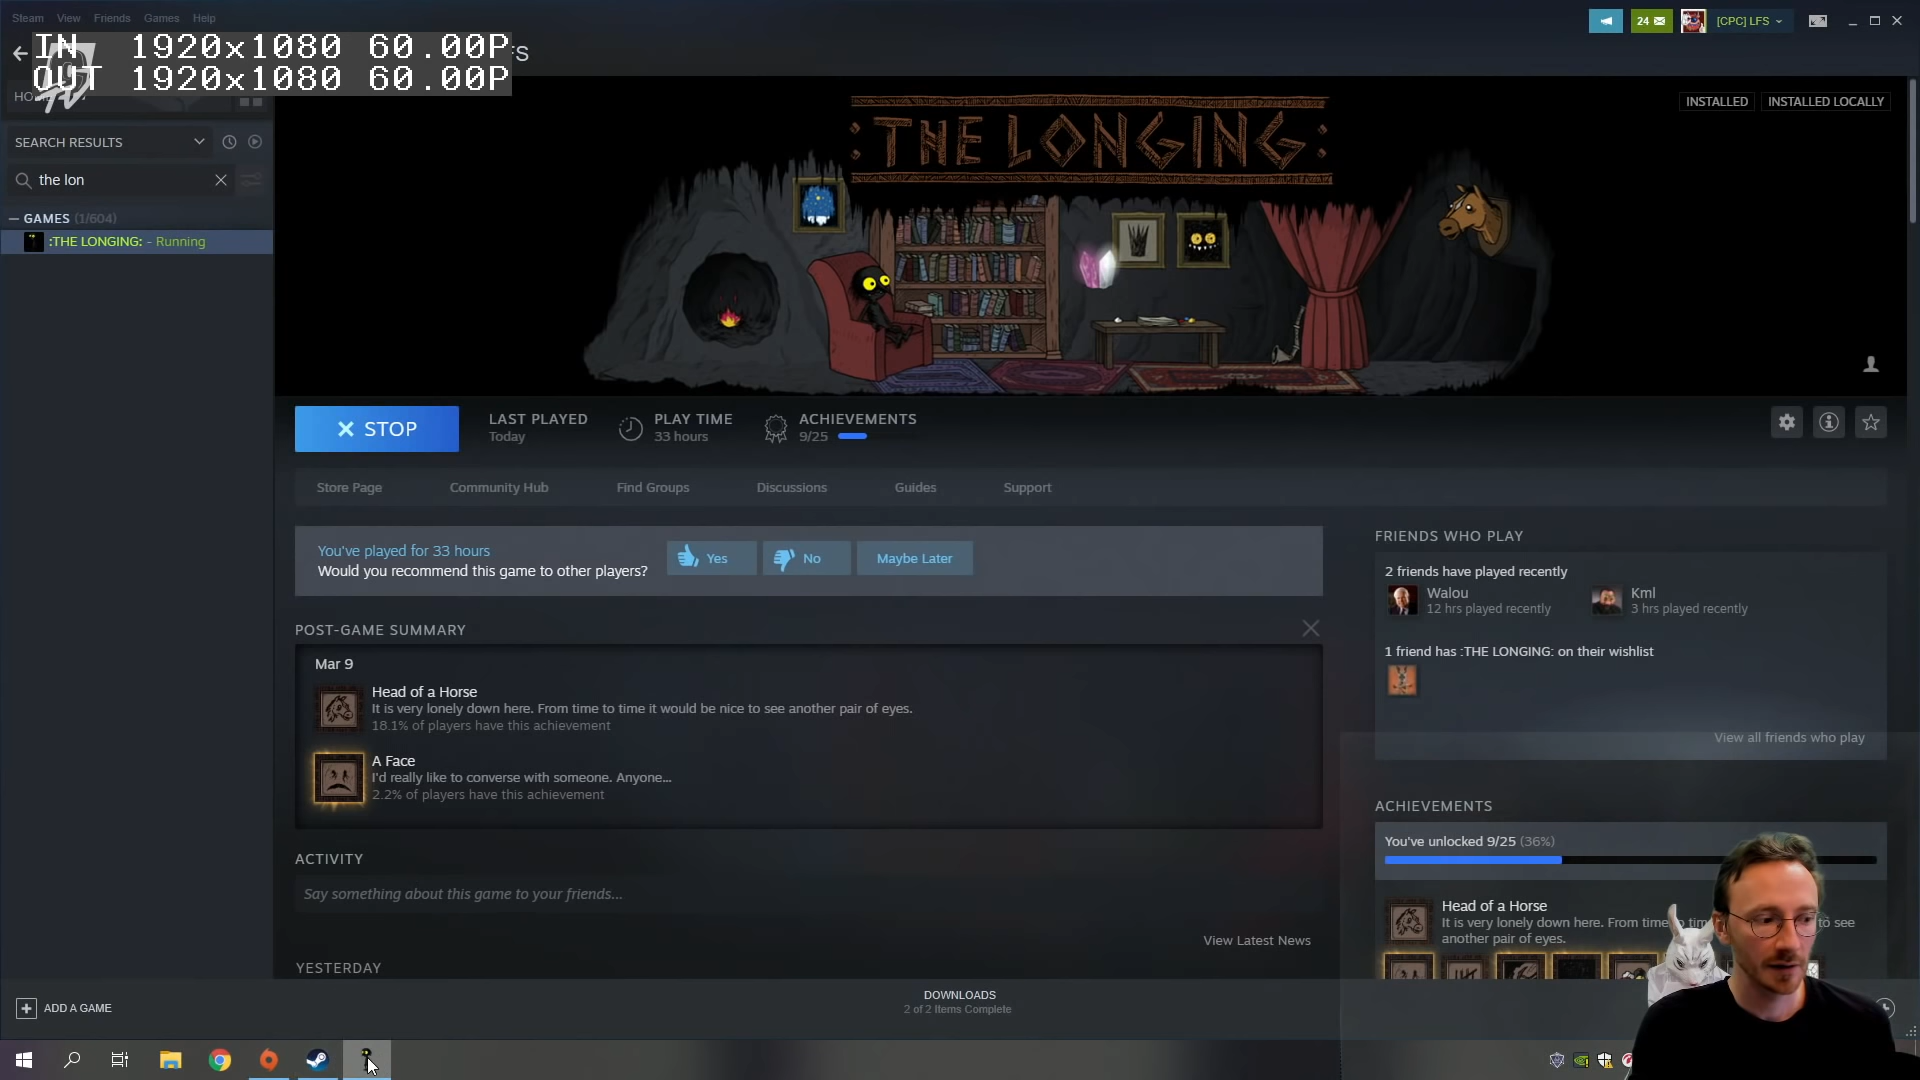 Steam View Friends Games Help
24
[CPC] LFS
IN 1920x1080 60.00P
OUT 1920x1080 60.00P
FS
THE LONGING
INSTALLED
INSTALLED LOCALLY
SEARCH RESULTS
the lon
GAMES (1/604)
:THE LONGING: - Running
STOP
LAST PLAYED
Today
PLAY TIME
33 hours
ACHIEVEMENTS
9/25
Store Page
Community Hub
Find Groups
Discussions
Guides
Support
You've played for 33 hours
Would you recommend this game to other players?
Yes
No
Maybe Later
POST-GAME SUMMARY
Mar 9
Head of a Horse
It is very lonely down here. From time to time it would be nice to see another pair of eyes.
18.1% of players have this achievement
A Face
I'd really like to converse with someone. Anyone...
2.2% of players have this achievement
ACTIVITY
Say something about this game to your friends...
View Latest News
YESTERDAY
FRIENDS WHO PLAY
2 friends have played recently
Walou
12 hrs played recently
Kml
3 hrs played recently
1 friend has :THE LONGING: on their wishlist
View all friends who play
ACHIEVEMENTS
You've unlocked 9/25 (36%)
Head of a Horse
It is very lonely down here. From time to see
another pair of eyes.
ADD A GAME
DOWNLOADS
2 of 2 Items Complete